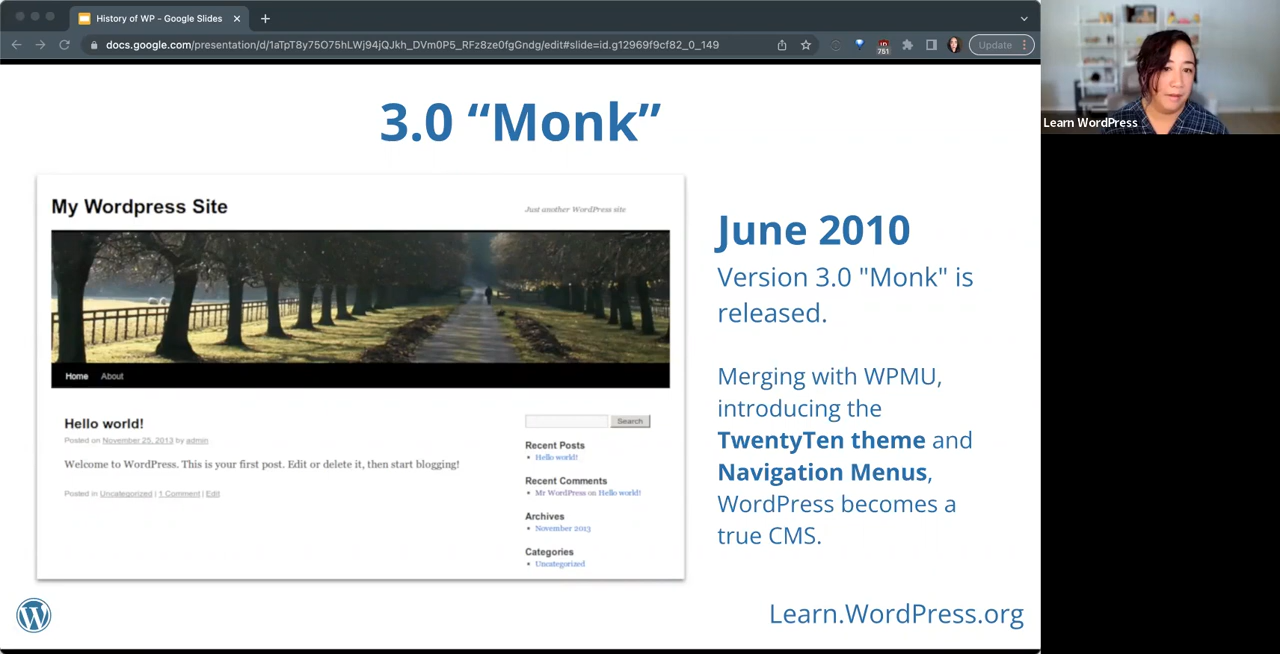 History of WP - Google Slides
docs.google.com/presentation/d/1aTpT8y75O75hLWj94jQJkh_DVm0P5_RFz8ze0fgGndg/edit#slide=id.g12969f9cf82_0_149
751
Update
Learn WordPress
3.0 “Monk”
My Wordpress Site
Just another WordPress site
Home About
Hello world!
Posted on November 25, 2013 by admin
Welcome to WordPress. This is your first post. Edit or delete it, then start blogging!
Posted in Uncategorized | 1 Comment | Edit
Search
Recent Posts
Hello world!
Recent Comments
Mr WordPress on Hello world!
Archives
November 2013
Categories
Uncategorized
June 2010
Version 3.0 "Monk" is
released.
Merging with WPMU,
introducing the
TwentyTen theme and
Navigation Menus,
WordPress becomes a
true CMS.
Learn.WordPress.org